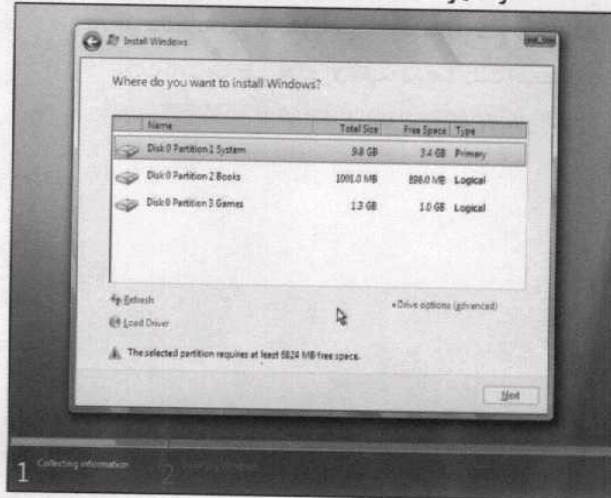 Install Windows
Where do you want to install Windows?
Name Total Size Free Space Type
Disk 0 Partition 1 System 9.8 GB 3.4 GB Primary
Disk 0 Partition 2 Books 1001.0 MB 898.0 MB Logical
Disk 0 Partition 3 Games 1.3 GB 1.0 GB Logical
Refresh
Drive options (advanced)
Load Driver
The selected partition requires at least 6824 MB free space.
Next
1 Collecting information
2